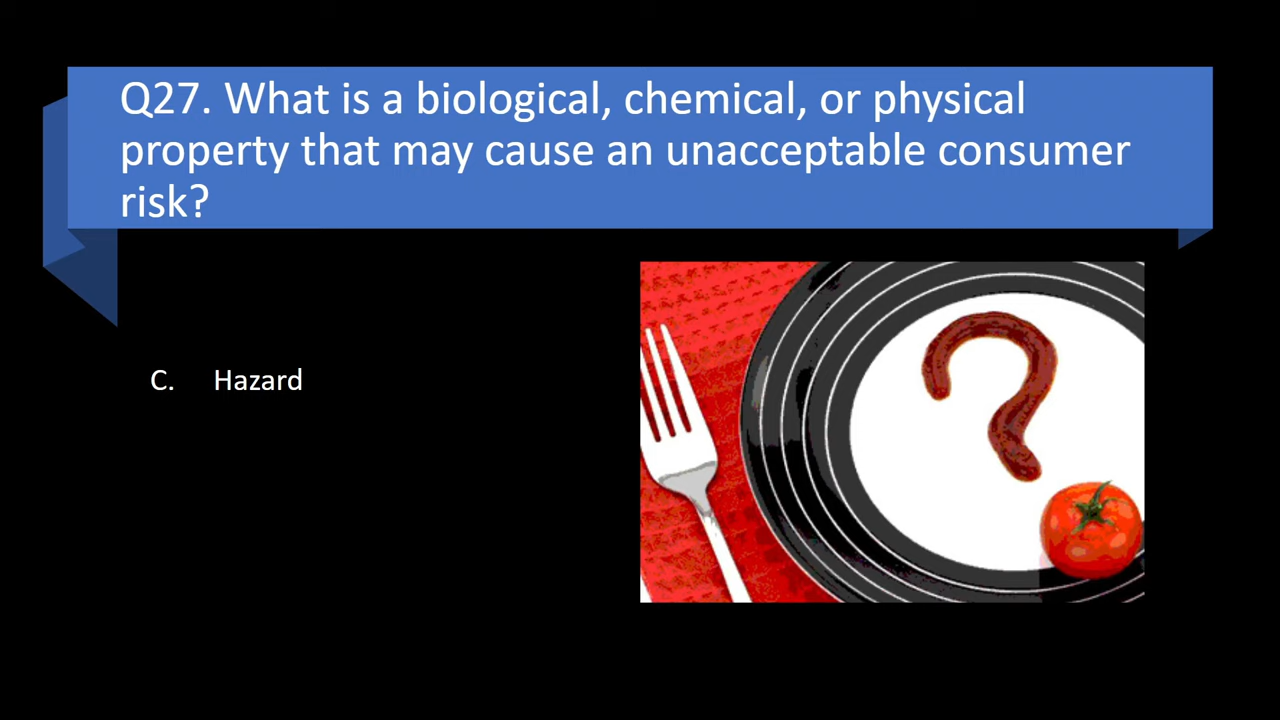 Q27. What is a biological, chemical, or physical
property that may cause an unacceptable consumer
risk?
C. Hazard